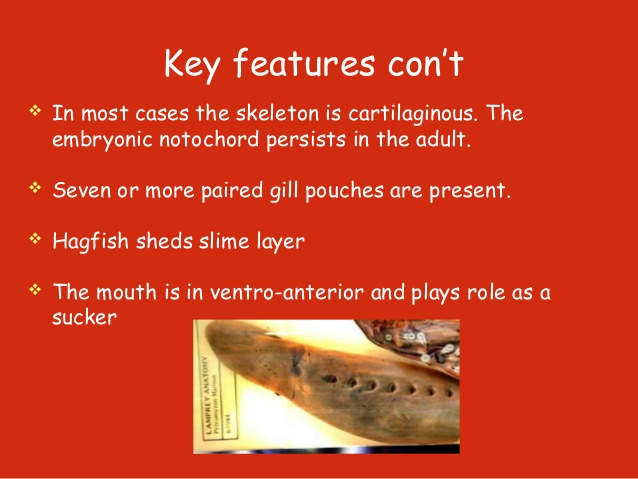 Key features con't
In most cases the skeleton is cartilaginous. The
embryonic notochord persists in the adult.
Seven or more paired gill pouches are present.
Hagfish sheds slime layer
The mouth is in ventro-anterior and plays role as a
sucker
LAMPREY ANATOMY
Petromyzon Marinus